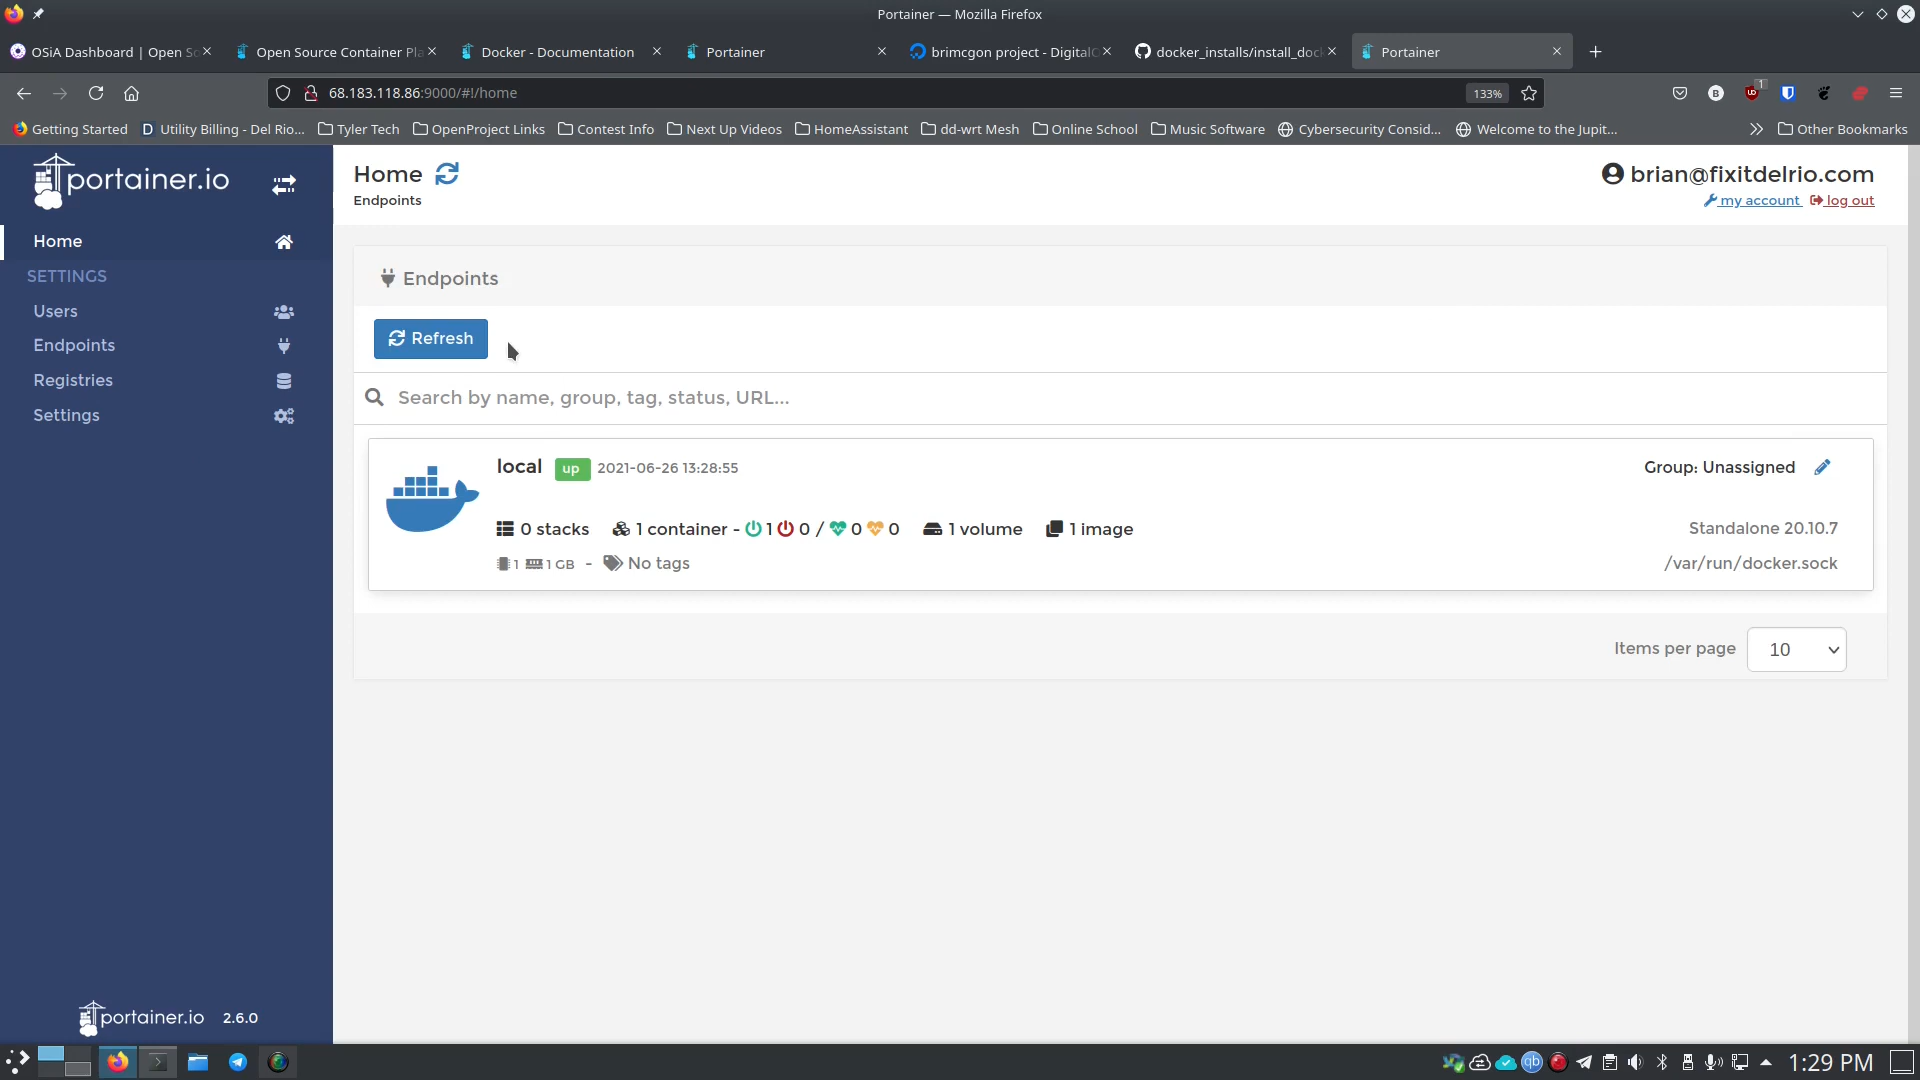 Portainer — Mozilla Firefox
OSiA Dashboard | Open So
Open Source Container Pla
Docker - Documentation
Portainer
brimcgon project - DigitalO
docker_installs/install_dock
Portainer
68.183.118.86:9000/#!/home
133%
Getting Started
Utility Billing - Del Rio...
Tyler Tech
OpenProject Links
Contest Info
Next Up Videos
HomeAssistant
dd-wrt Mesh
Online School
Music Software
Cybersecurity Consid...
Welcome to the Jupit...
Other Bookmarks
portainer.io
Home
SETTINGS
Users
Endpoints
Registries
Settings
portainer.io 2.6.0
Home
Endpoints
brian@fixitdelrio.com
my account log out
Endpoints
Refresh
Search by name, group, tag, status, URL...
local up 2021-06-26 13:28:55
Group: Unassigned
0 stacks 1 container - 1 0 / 0 0 1 volume 1 image
Standalone 20.10.7
1 1 GB - No tags
/var/run/docker.sock
Items per page 10
1:29 PM